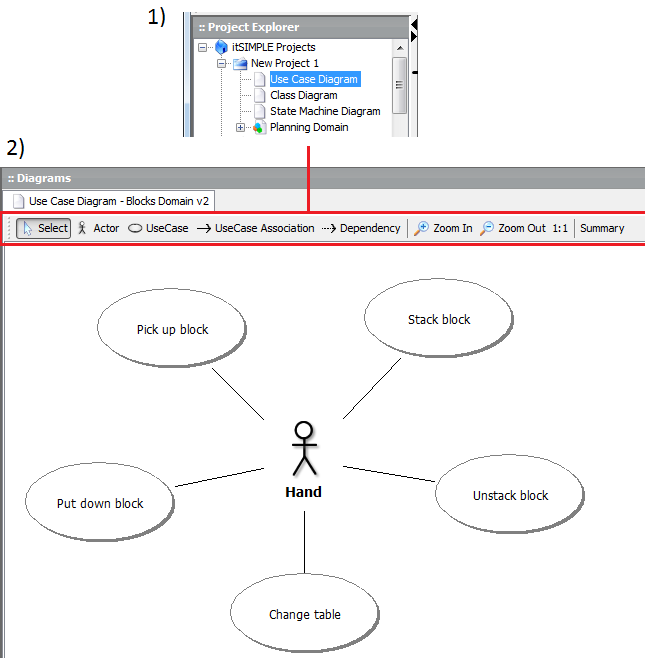 1)
:: Project Explorer
itSIMPLE Projects
New Project 1
Use Case Diagram
Class Diagram
State Machine Diagram
Planning Domain
2)
:: Diagrams
Use Case Diagram - Blocks Domain v2
Select Actor UseCase UseCase Association Dependency Zoom In Zoom Out 1:1 Summary
Pick up block
Stack block
Hand
Put down block
Unstack block
Change table